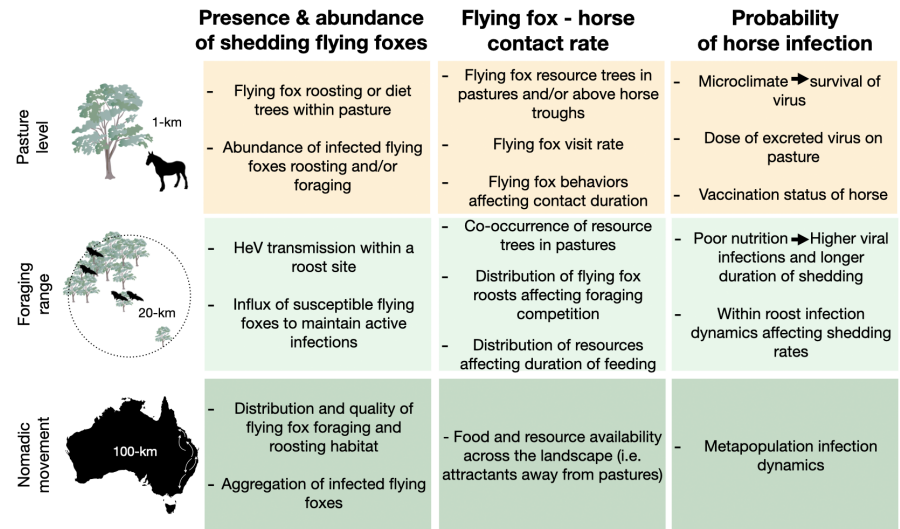 Presence & abundance
of shedding flying foxes
Flying fox - horse
contact rate
Probability
of horse infection
Pasture
level
1-km
- Flying fox roosting or diet
trees within pasture
- Abundance of infected flying
foxes roosting and/or
foraging
- Flying fox resource trees in
pastures and/or above horse
troughs
- Flying fox visit rate
- Flying fox behaviors
affecting contact duration
- Microclimate → survival of
virus
- Dose of excreted virus on
pasture
- Vaccination status of horse
Foraging
range
20-km
- HeV transmission within a
roost site
- Influx of susceptible flying
foxes to maintain active
infections
- Co-occurrence of resource
trees in pastures
- Distribution of flying fox
roosts affecting foraging
competition
- Distribution of resources
affecting duration of feeding
- Poor nutrition → Higher viral
infections and longer
duration of shedding
- Within roost infection
dynamics affecting shedding
rates
Nomadic
movement
100-km
- Distribution and quality of
flying fox foraging and
roosting habitat
- Aggregation of infected flying
foxes
- Food and resource availability
across the landscape (i.e.
attractants away from pastures)
- Metapopulation infection
dynamics